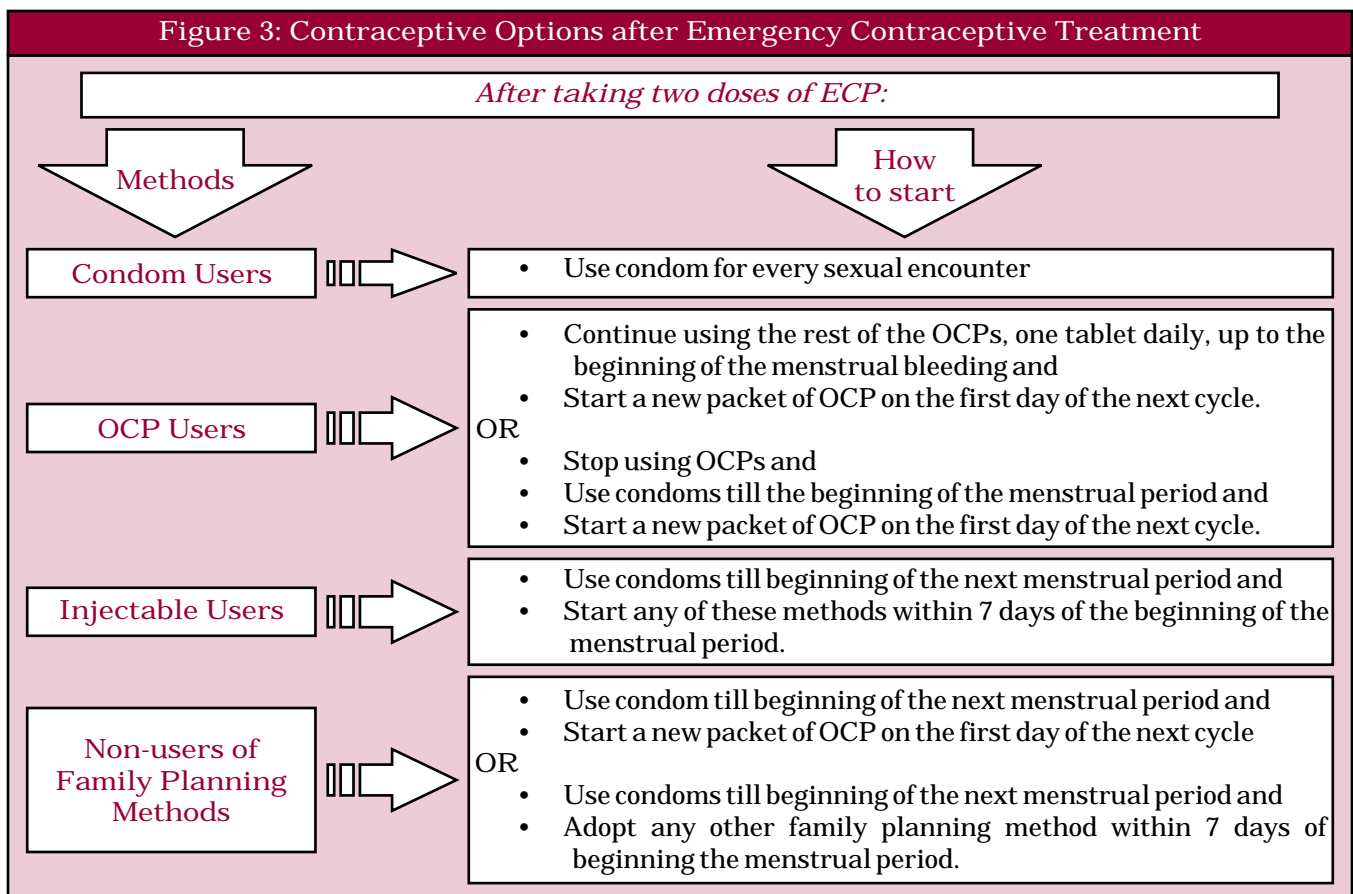 Figure 3: Contraceptive Options after Emergency Contraceptive Treatment
After taking two doses of ECP:
Methods
How
to start
Condom Users
• Use condom for every sexual encounter
OCP Users
• Continue using the rest of the OCPs, one tablet daily, up to the
beginning of the menstrual bleeding and
• Start a new packet of OCP on the first day of the next cycle.
OR
• Stop using OCPs and
• Use condoms till the beginning of the menstrual period and
• Start a new packet of OCP on the first day of the next cycle.
Injectable Users
• Use condoms till beginning of the next menstrual period and
• Start any of these methods within 7 days of the beginning of the
menstrual period.
Non-users of
Family Planning
Methods
• Use condom till beginning of the next menstrual period and
• Start a new packet of OCP on the first day of the next cycle
OR
• Use condoms till beginning of the next menstrual period and
• Adopt any other family planning method within 7 days of
beginning the menstrual period.